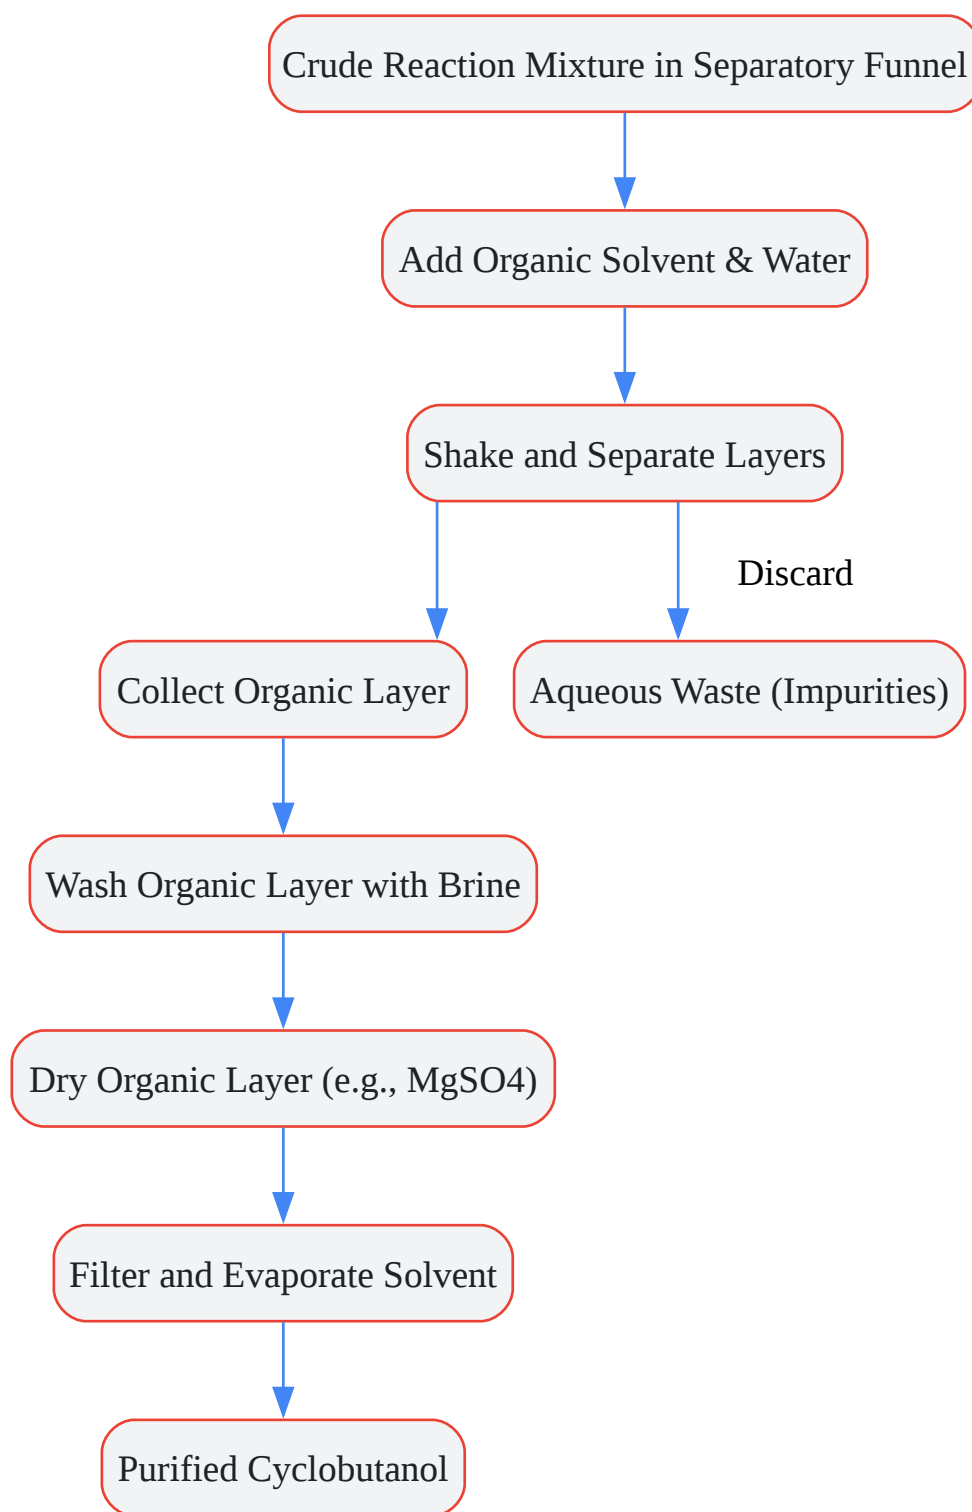 Crude Reaction Mixture in Separatory Funnel
Add Organic Solvent & Water
Shake and Separate Layers
Discard
Collect Organic Layer
Aqueous Waste (Impurities)
Wash Organic Layer with Brine
Dry Organic Layer (e.g., MgSO4)
Filter and Evaporate Solvent
Purified Cyclobutanol